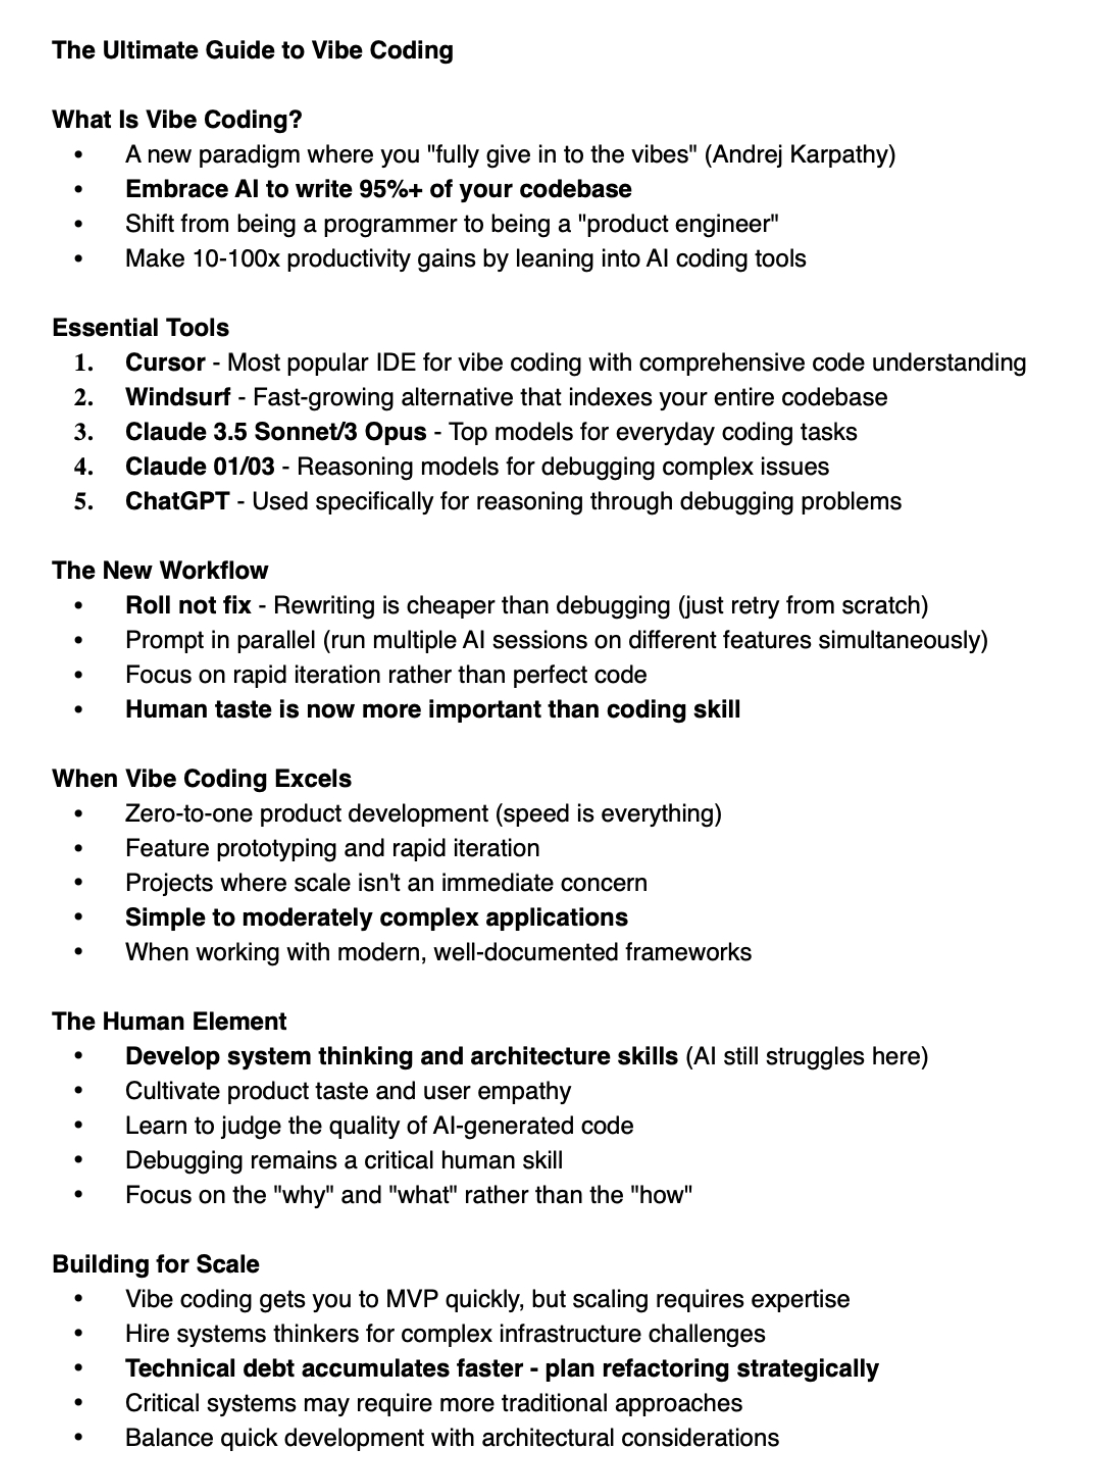 The Ultimate Guide to Vibe Coding
What Is Vibe Coding?
• A new paradigm where you "fully give in to the vibes" (Andrej Karpathy)
• Embrace AI to write 95%+ of your codebase
• Shift from being a programmer to being a "product engineer"
• Make 10-100x productivity gains by leaning into AI coding tools
Essential Tools
1. Cursor - Most popular IDE for vibe coding with comprehensive code understanding
2. Windsurf - Fast-growing alternative that indexes your entire codebase
3. Claude 3.5 Sonnet/3 Opus - Top models for everyday coding tasks
4. Claude 01/03 - Reasoning models for debugging complex issues
5. ChatGPT - Used specifically for reasoning through debugging problems
The New Workflow
• Roll not fix - Rewriting is cheaper than debugging (just retry from scratch)
• Prompt in parallel (run multiple AI sessions on different features simultaneously)
• Focus on rapid iteration rather than perfect code
• Human taste is now more important than coding skill
When Vibe Coding Excels
• Zero-to-one product development (speed is everything)
• Feature prototyping and rapid iteration
• Projects where scale isn't an immediate concern
• Simple to moderately complex applications
• When working with modern, well-documented frameworks
The Human Element
• Develop system thinking and architecture skills (AI still struggles here)
• Cultivate product taste and user empathy
• Learn to judge the quality of AI-generated code
• Debugging remains a critical human skill
• Focus on the "why" and "what" rather than the "how"
Building for Scale
• Vibe coding gets you to MVP quickly, but scaling requires expertise
• Hire systems thinkers for complex infrastructure challenges
• Technical debt accumulates faster - plan refactoring strategically
• Critical systems may require more traditional approaches
• Balance quick development with architectural considerations